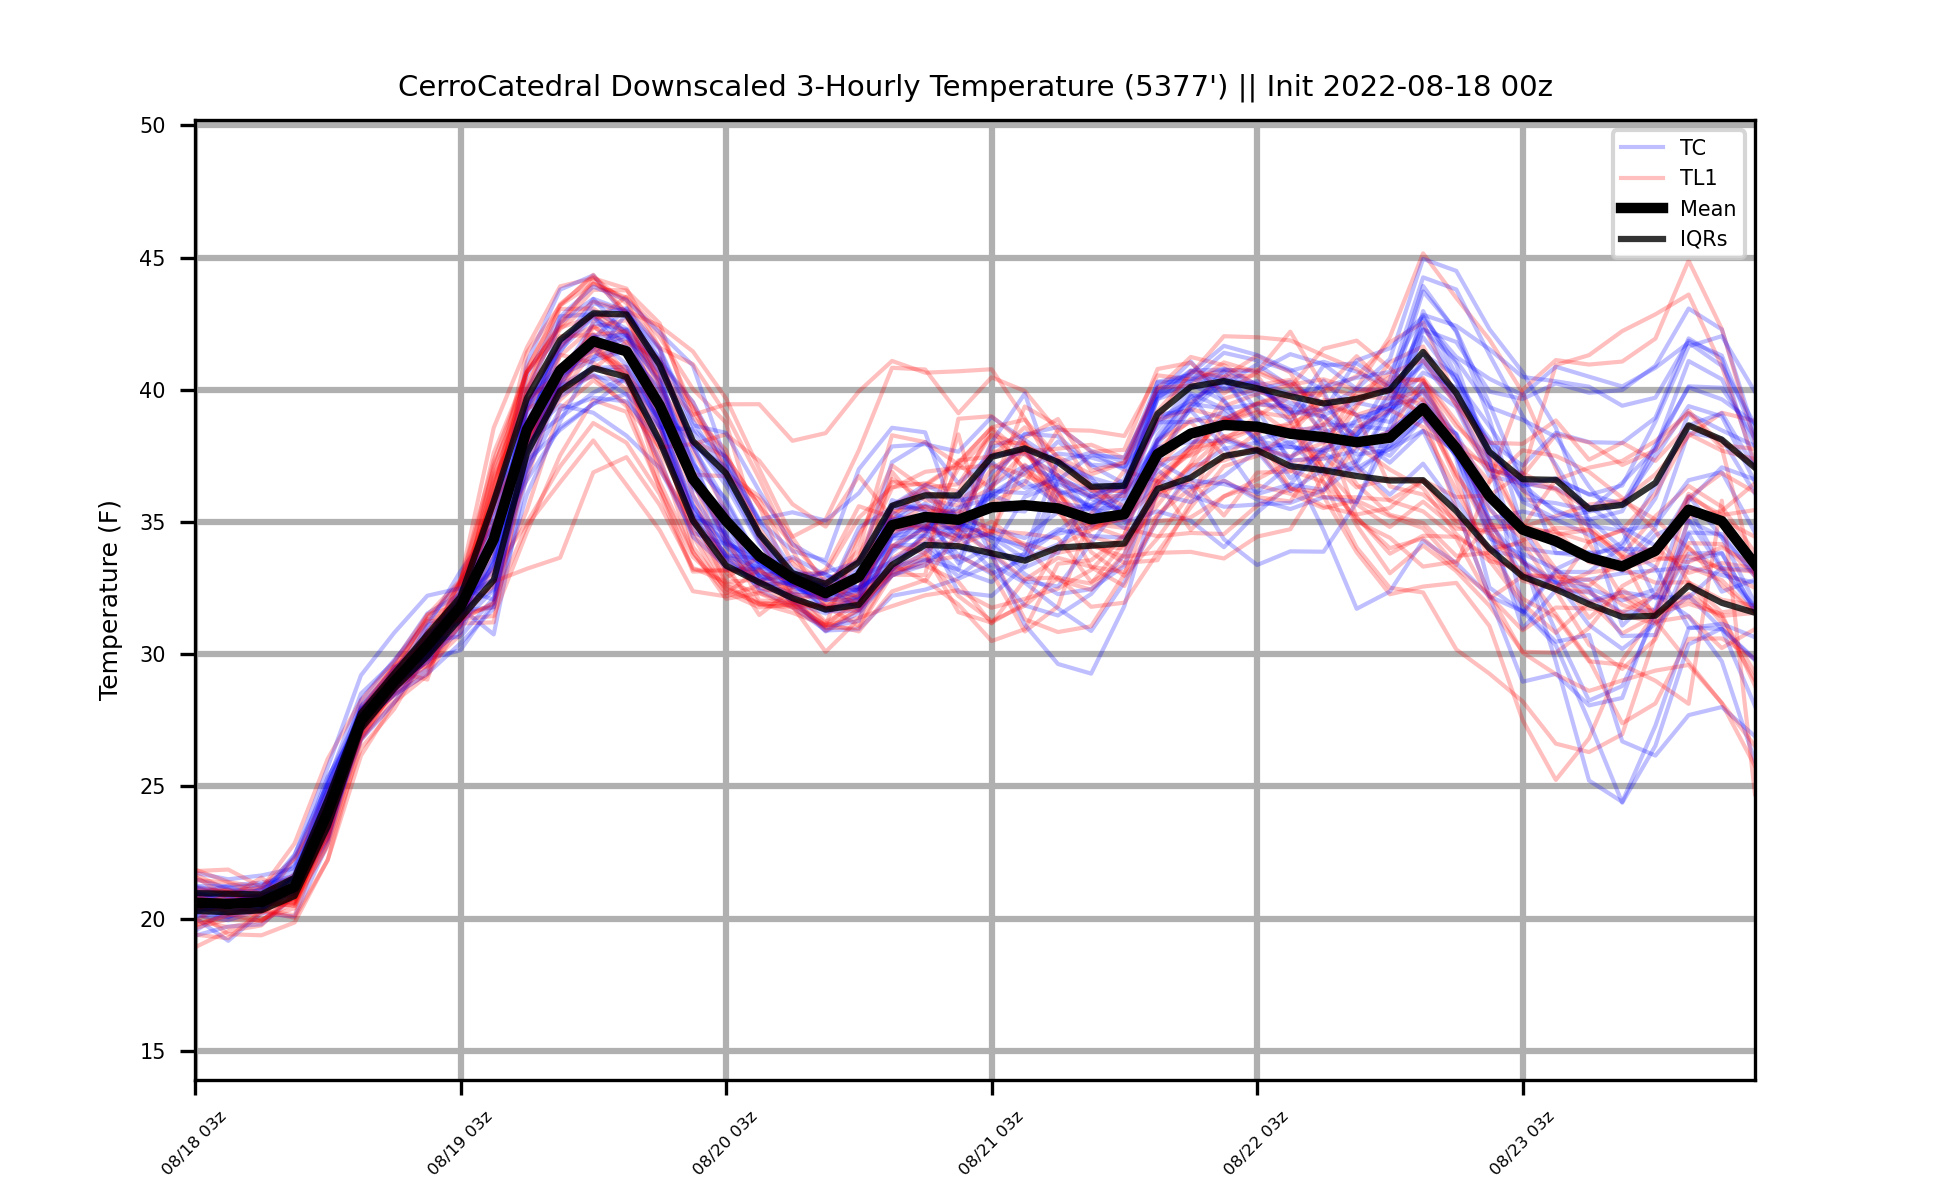 CerroCatedral Downscaled 3-Hourly Temperature (5377') || Init 2022-08-18 00z
TC
TL1
Mean
IQRs
Temperature (F)
50
45
40
35
30
25
20
15
08/18 03z
08/19 03z
08/20 03z
08/21 03z
08/22 03z
08/23 03z